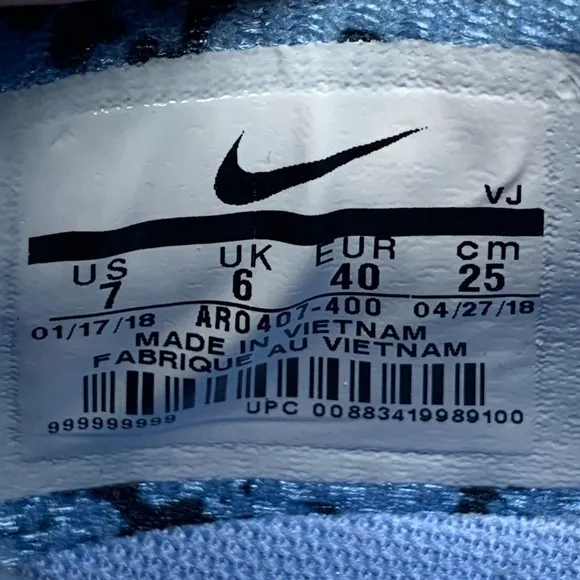 VJ
US UK EUR cm
7 6 40 25
01/17/18 AR0407-400 04/27/18
MADE IN VIETNAM
FABRIQUE AU VIETNAM
999999999 UPC 00883419989100